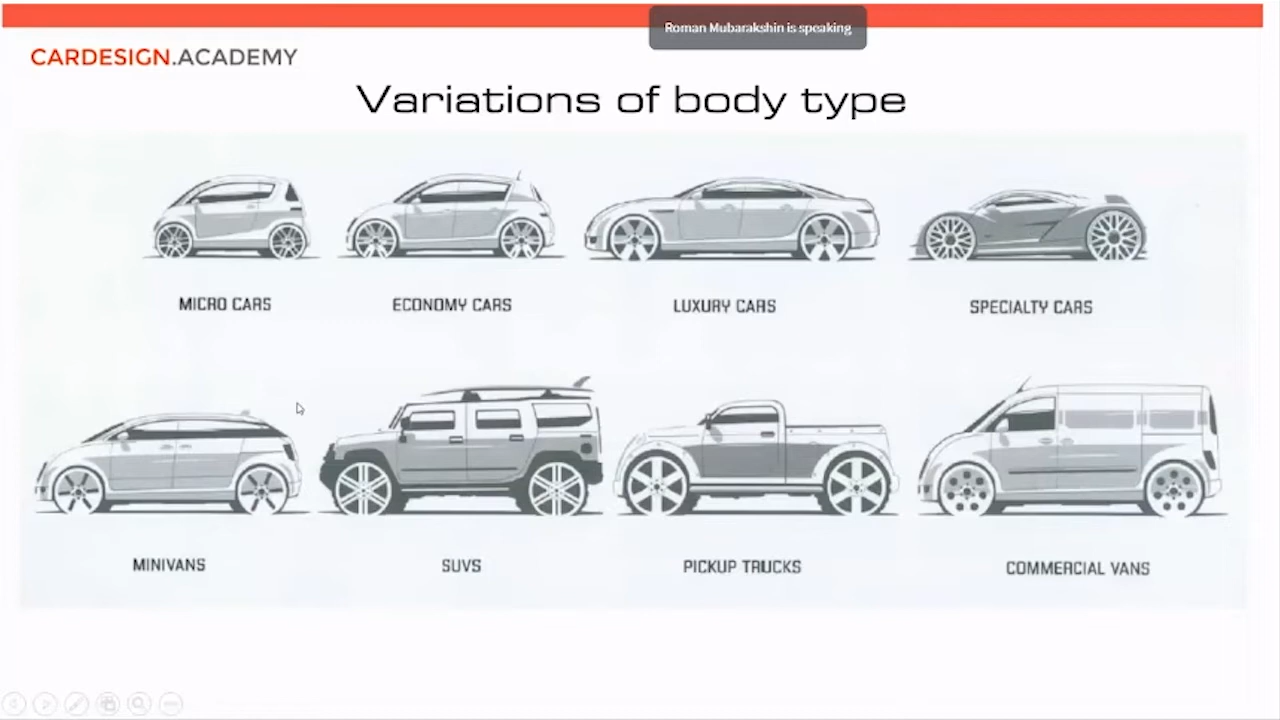 Roman Mubarakshin is speaking
CARDESIGN.ACADEMY
Variations of body type
MICRO CARS
ECONOMY CARS
LUXURY CARS
SPECIALTY CARS
MINIVANS
SUVS
PICKUP TRUCKS
COMMERCIAL VANS